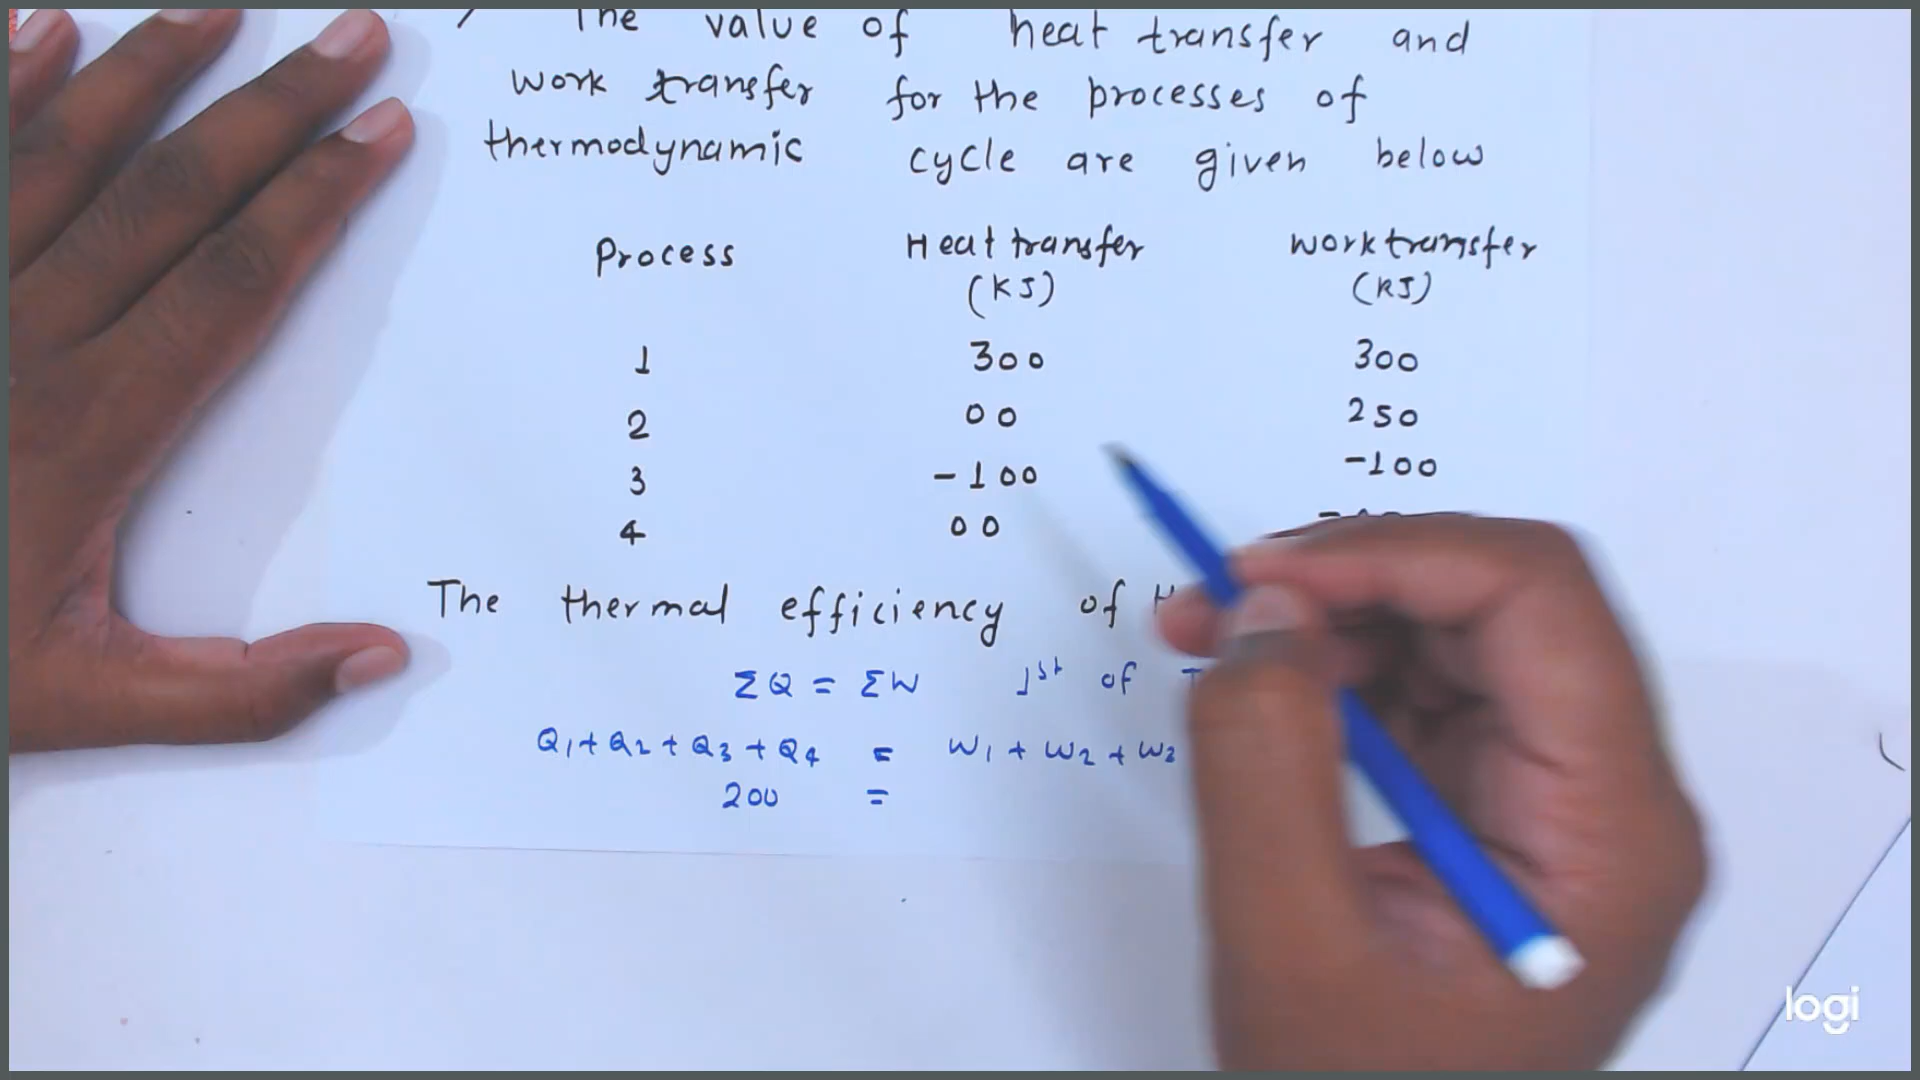 The value of heat transfer and
work transfer for the processes of
thermodynamic cycle are given below
Process Heat transfer work transfer
(KJ) (KJ)
1 300 300
2 00 250
3 -100 -100
4 00
The thermal efficiency of
ΣQ = ΣW 1st of
Q1 + Q2 + Q3 + Q4 = W1 + W2 + W3
200 =
logi